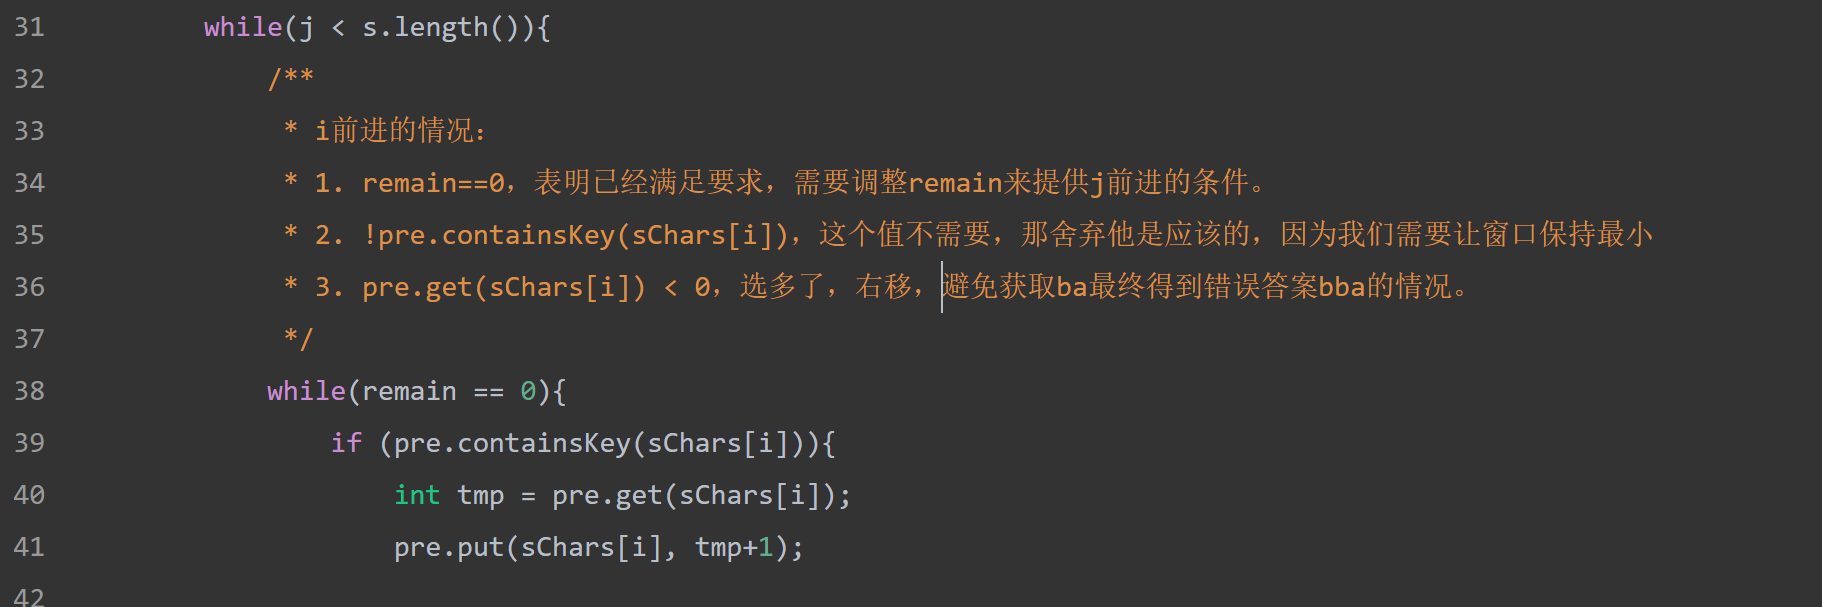 31 while(j < s.length()){
32 /**
33 * i前进的情况：
34 * 1. remain==0，表明已经满足要求，需要调整remain来提供j前进的条件。
35 * 2. !pre.containsKey(sChars[i])，这个值不需要，那舍弃他是应该的，因为我们需要让窗口保持最小
36 * 3. pre.get(sChars[i]) < 0，选多了，右移，避免获取ba最终得到错误答案bba的情况。
37 */
38 while(remain == 0){
39 if (pre.containsKey(sChars[i])){
40 int tmp = pre.get(sChars[i]);
41 pre.put(sChars[i], tmp+1);
42